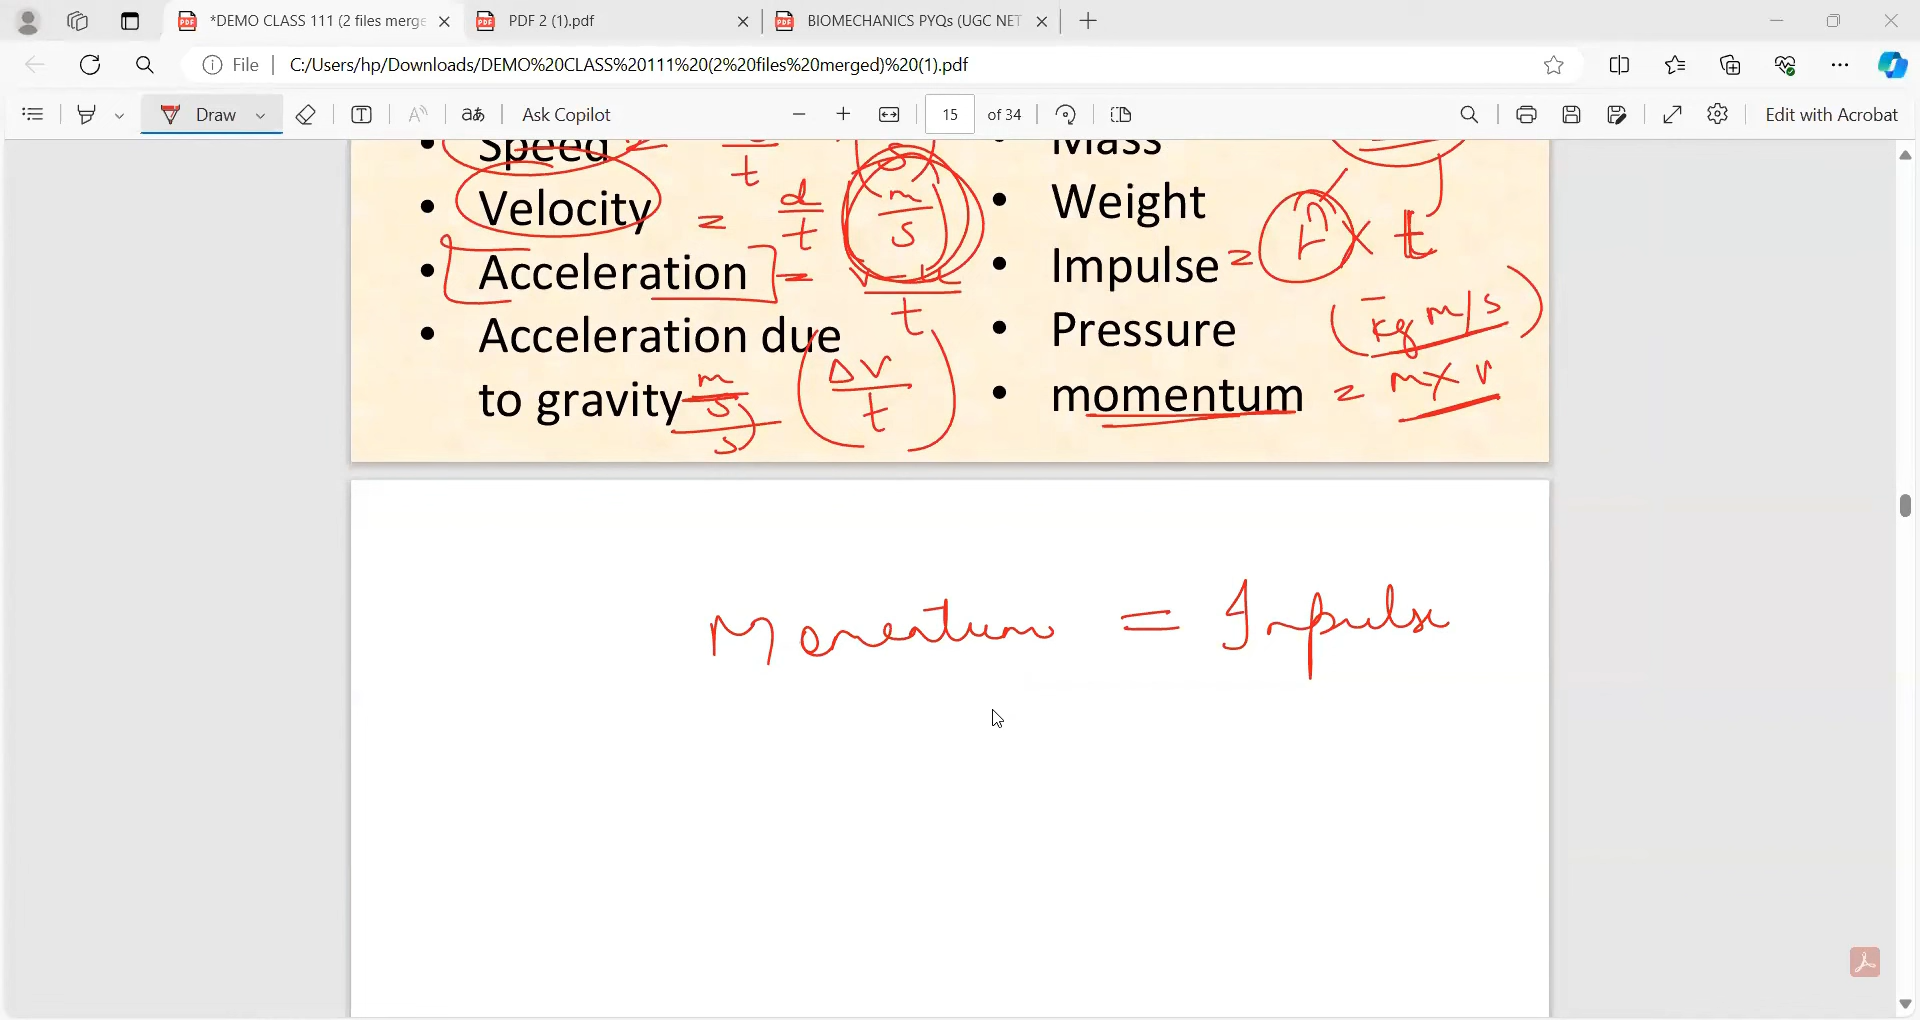 *DEMO CLASS 111 (2 files merge
PDF 2 (1).pdf
BIOMECHANICS PYQs (UGC NET
File
C:/Users/hp/Downloads/DEMO%20CLASS%20111%20(2%20files%20merged)%20(1).pdf
Draw
T
aあ
Ask Copilot
15
of 34
Edit with Acrobat
• Speed =
t
• Velocity = d/t m/s
• Acceleration =
t
• Acceleration due
to gravity m/s/s
(ΔV/t)
• Mass
• Weight
• Impulse = F × t
• Pressure
(kg m/s)
• momentum = m × v
Momentum = Impulse